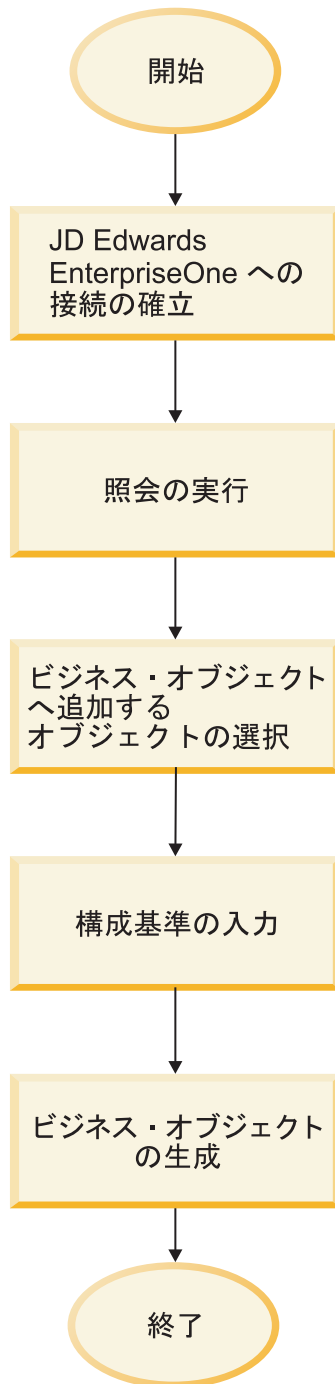 開始
JD Edwards
EnterpriseOne への
接続の確立
照会の実行
ビジネス・オブジェクト
へ追加する
オブジェクトの選択
構成基準の入力
ビジネス・オブジェクト
の生成
終了